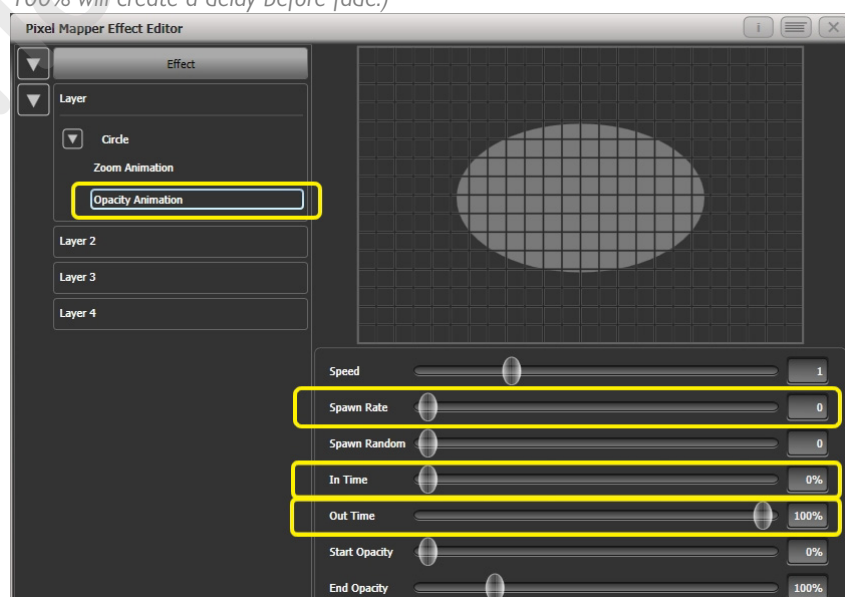 100% will create a delay before fade.)
Pixel Mapper Effect Editor
i
Effect
Layer
Circle
Zoom Animation
Opacity Animation
Layer 2
Layer 3
Layer 4
Speed 1
Spawn Rate 0
Spawn Random 0
In Time 0%
Out Time 100%
Start Opacity 0%
End Opacity 100%